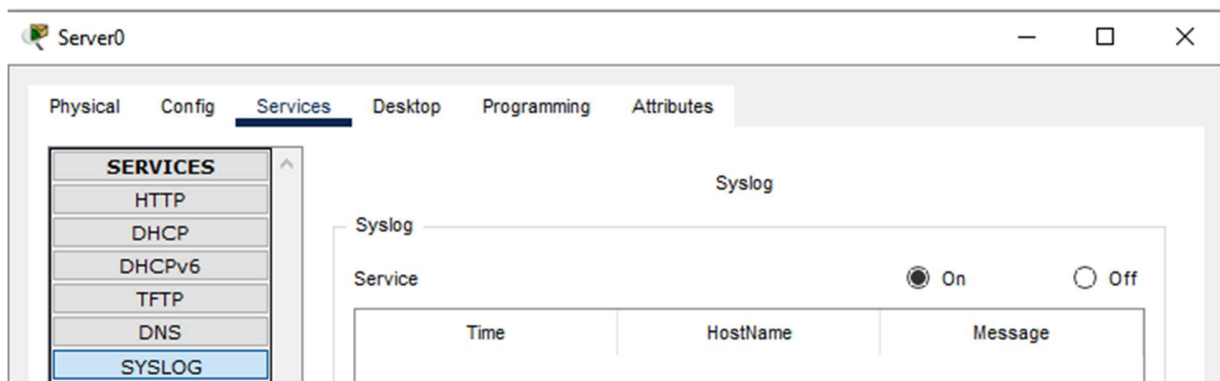 Server0
Physical Config Services Desktop Programming Attributes
SERVICES
HTTP
DHCP
DHCPv6
TFTP
DNS
SYSLOG
Syslog
Syslog
Service On Off
Time HostName Message